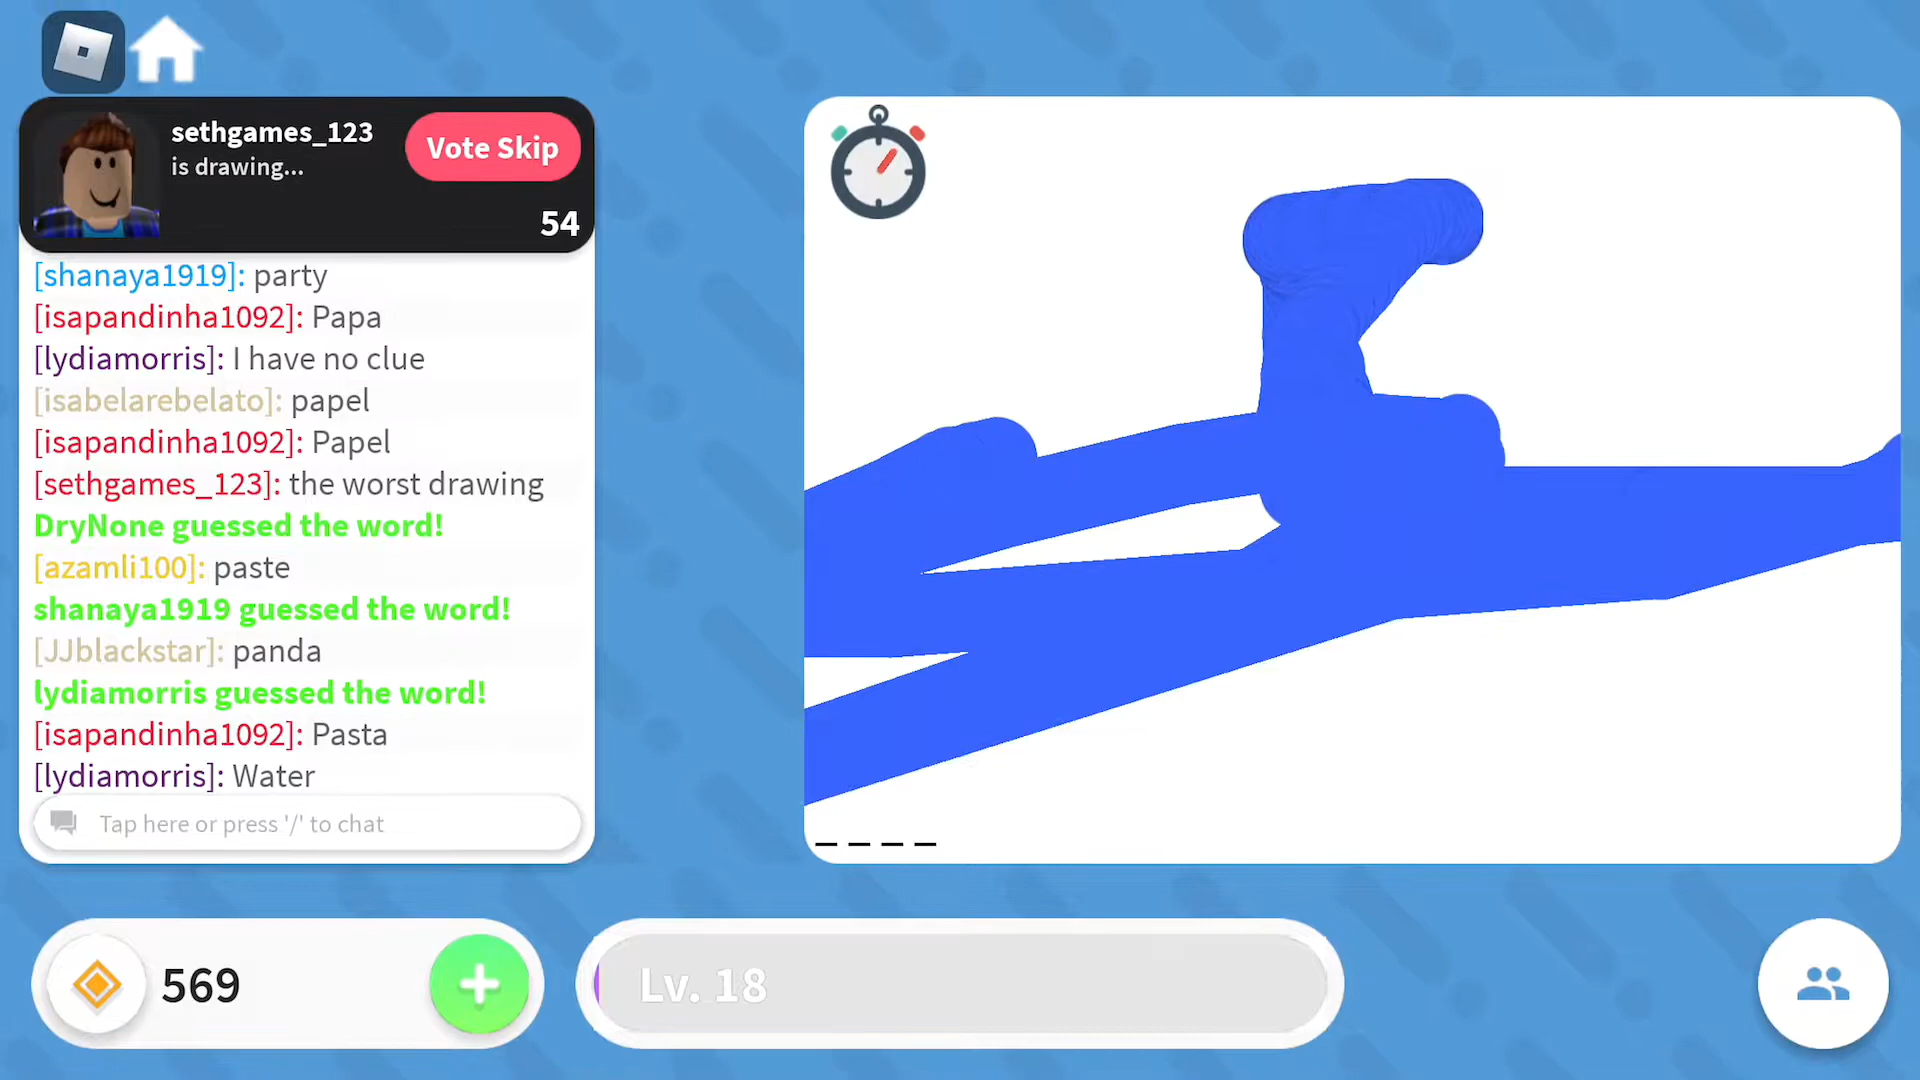 sethgames_123
is drawing...
Vote Skip
54
[shanaya1919]: party
[isapandinha1092]: Papa
[lydiamorris]: I have no clue
[isabelarebelato]: papel
[isapandinha1092]: Papel
[sethgames_123]: the worst drawing
DryNone guessed the word!
[azamli100]: paste
shanaya1919 guessed the word!
[JJblackstar]: panda
lydiamorris guessed the word!
[isapandinha1092]: Pasta
[lydiamorris]: Water
Tap here or press '/' to chat
_ _ _ _
569
Lv. 18